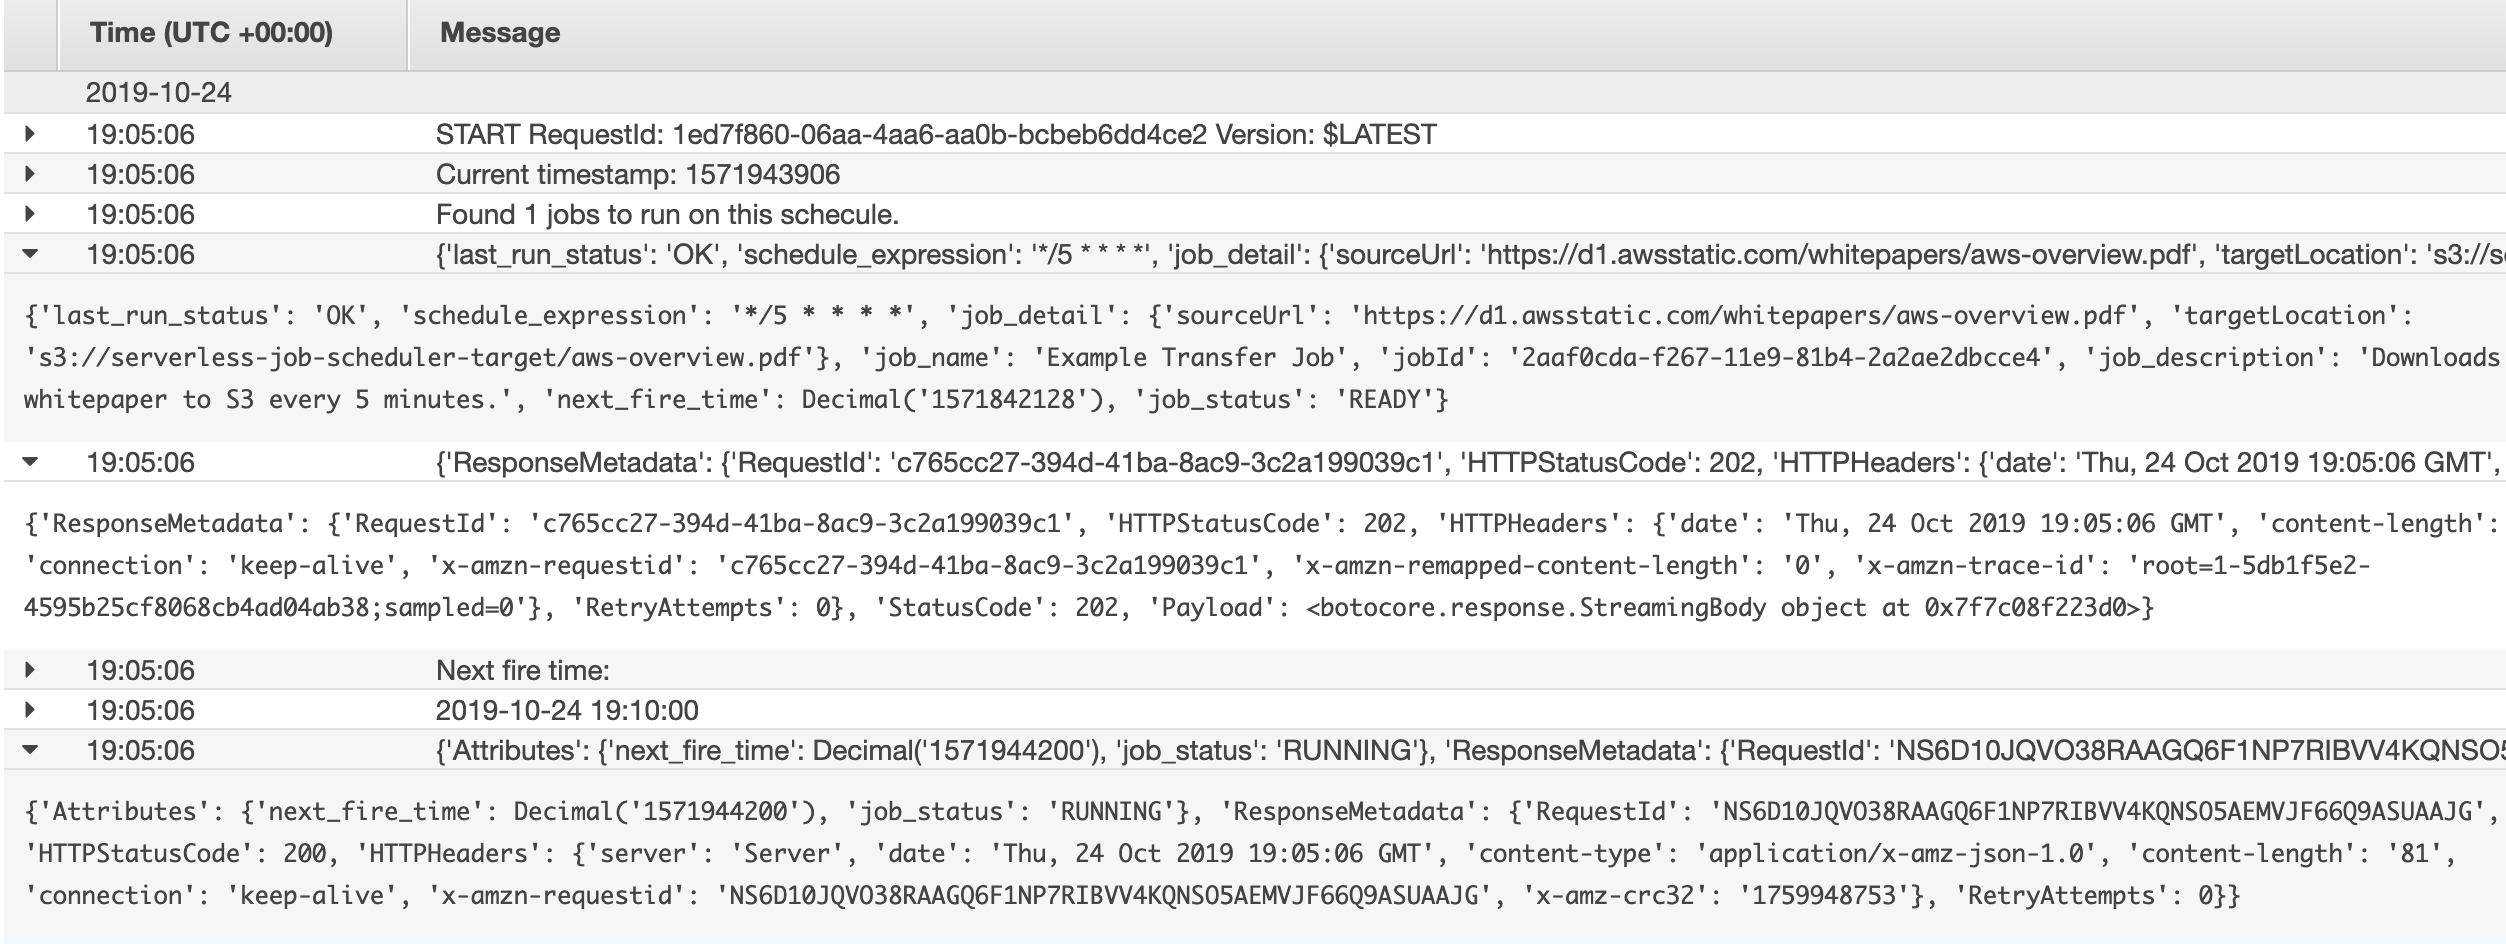 Time (UTC +00:00) Message
2019-10-24
19:05:06 START RequestId: 1ed7f860-06aa-4aa6-aa0b-bcbeb6dd4ce2 Version: $LATEST
19:05:06 Current timestamp: 1571943906
19:05:06 Found 1 jobs to run on this schecule.
19:05:06 {'last_run_status': 'OK', 'schedule_expression': '*/5 * * * *', 'job_detail': {'sourceUrl': 'https://d1.awsstatic.com/whitepapers/aws-overview.pdf', 'targetLocation': 's3://s
{'last_run_status': 'OK', 'schedule_expression': '*/5 * * * *', 'job_detail': {'sourceUrl': 'https://d1.awsstatic.com/whitepapers/aws-overview.pdf', 'targetLocation':
's3://serverless-job-scheduler-target/aws-overview.pdf'}, 'job_name': 'Example Transfer Job', 'jobId': '2aaf0cda-f267-11e9-81b4-2a2ae2dbcce4', 'job_description': 'Downloads
whitepaper to S3 every 5 minutes.', 'next_fire_time': Decimal('1571842128'), 'job_status': 'READY'}
19:05:06 {'ResponseMetadata': {'RequestId': 'c765cc27-394d-41ba-8ac9-3c2a199039c1', 'HTTPStatusCode': 202, 'HTTPHeaders': {'date': 'Thu, 24 Oct 2019 19:05:06 GMT',
{'ResponseMetadata': {'RequestId': 'c765cc27-394d-41ba-8ac9-3c2a199039c1', 'HTTPStatusCode': 202, 'HTTPHeaders': {'date': 'Thu, 24 Oct 2019 19:05:06 GMT', 'content-length':
'connection': 'keep-alive', 'x-amzn-requestid': 'c765cc27-394d-41ba-8ac9-3c2a199039c1', 'x-amzn-remapped-content-length': '0', 'x-amzn-trace-id': 'root=1-5db1f5e2-
4595b25cf8068cb4ad04ab38;sampled=0'}, 'RetryAttempts': 0}, 'StatusCode': 202, 'Payload': <botocore.response.StreamingBody object at 0x7f7c08f223d0>}
19:05:06 Next fire time:
19:05:06 2019-10-24 19:10:00
19:05:06 {'Attributes': {'next_fire_time': Decimal('1571944200'), 'job_status': 'RUNNING'}, 'ResponseMetadata': {'RequestId': 'NS6D10JQVO38RAAGQ6F1NP7RIBVV4KQNSO5
{'Attributes': {'next_fire_time': Decimal('1571944200'), 'job_status': 'RUNNING'}, 'ResponseMetadata': {'RequestId': 'NS6D10JQVO38RAAGQ6F1NP7RIBVV4KQNSO5AEMVJF66Q9ASUAAJG',
'HTTPStatusCode': 200, 'HTTPHeaders': {'server': 'Server', 'date': 'Thu, 24 Oct 2019 19:05:06 GMT', 'content-type': 'application/x-amz-json-1.0', 'content-length': '81',
'connection': 'keep-alive', 'x-amzn-requestid': 'NS6D10JQVO38RAAGQ6F1NP7RIBVV4KQNSO5AEMVJF66Q9ASUAAJG', 'x-amz-crc32': '1759948753'}, 'RetryAttempts': 0}}